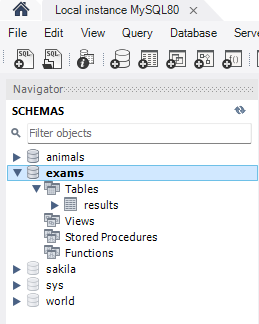 Local instance MySQL80
File Edit View Query Database Serve
SQL SQL
Navigator
SCHEMAS
Filter objects
animals
exams
Tables
results
Views
Stored Procedures
Functions
sakila
sys
world